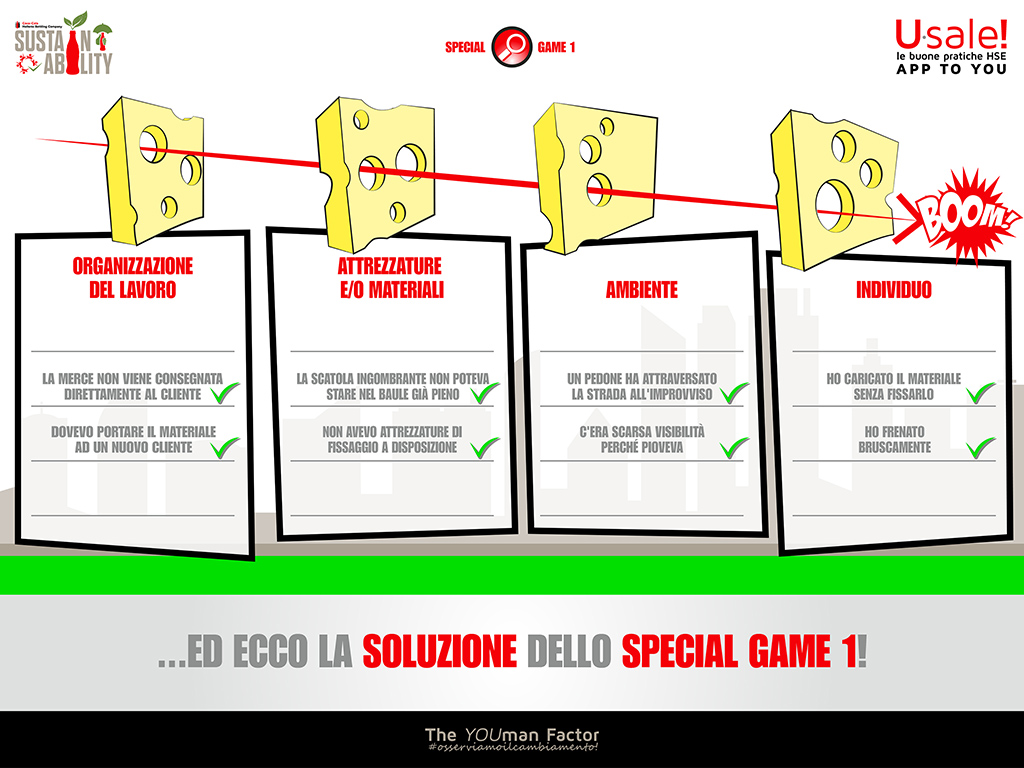 Coca-Cola
Hellenic Bottling Company
SUSTAIN
ABILITY
SPECIAL GAME 1
U·sale!
le buone pratiche HSE
APP TO YOU
BOOM!
ORGANIZZAZIONE
DEL LAVORO
LA MERCE NON VIENE CONSEGNATA
DIRETTAMENTE AL CLIENTE
DOVEVO PORTARE IL MATERIALE
AD UN NUOVO CLIENTE
ATTREZZATURE
E/O MATERIALI
LA SCATOLA INGOMBRANTE NON POTEVA
STARE NEL BAULE GIÀ PIENO
NON AVEVO ATTREZZATURE DI
FISSAGGIO A DISPOSIZIONE
AMBIENTE
UN PEDONE HA ATTRAVERSATO
LA STRADA ALL'IMPROVVISO
C'ERA SCARSA VISIBILITÀ
PERCHÉ PIOVEVA
INDIVIDUO
HO CARICATO IL MATERIALE
SENZA FISSARLO
HO FRENATO
BRUSCAMENTE
...ED ECCO LA SOLUZIONE DELLO SPECIAL GAME 1!
The YOUman Factor
#osserviamoilcambiamento!